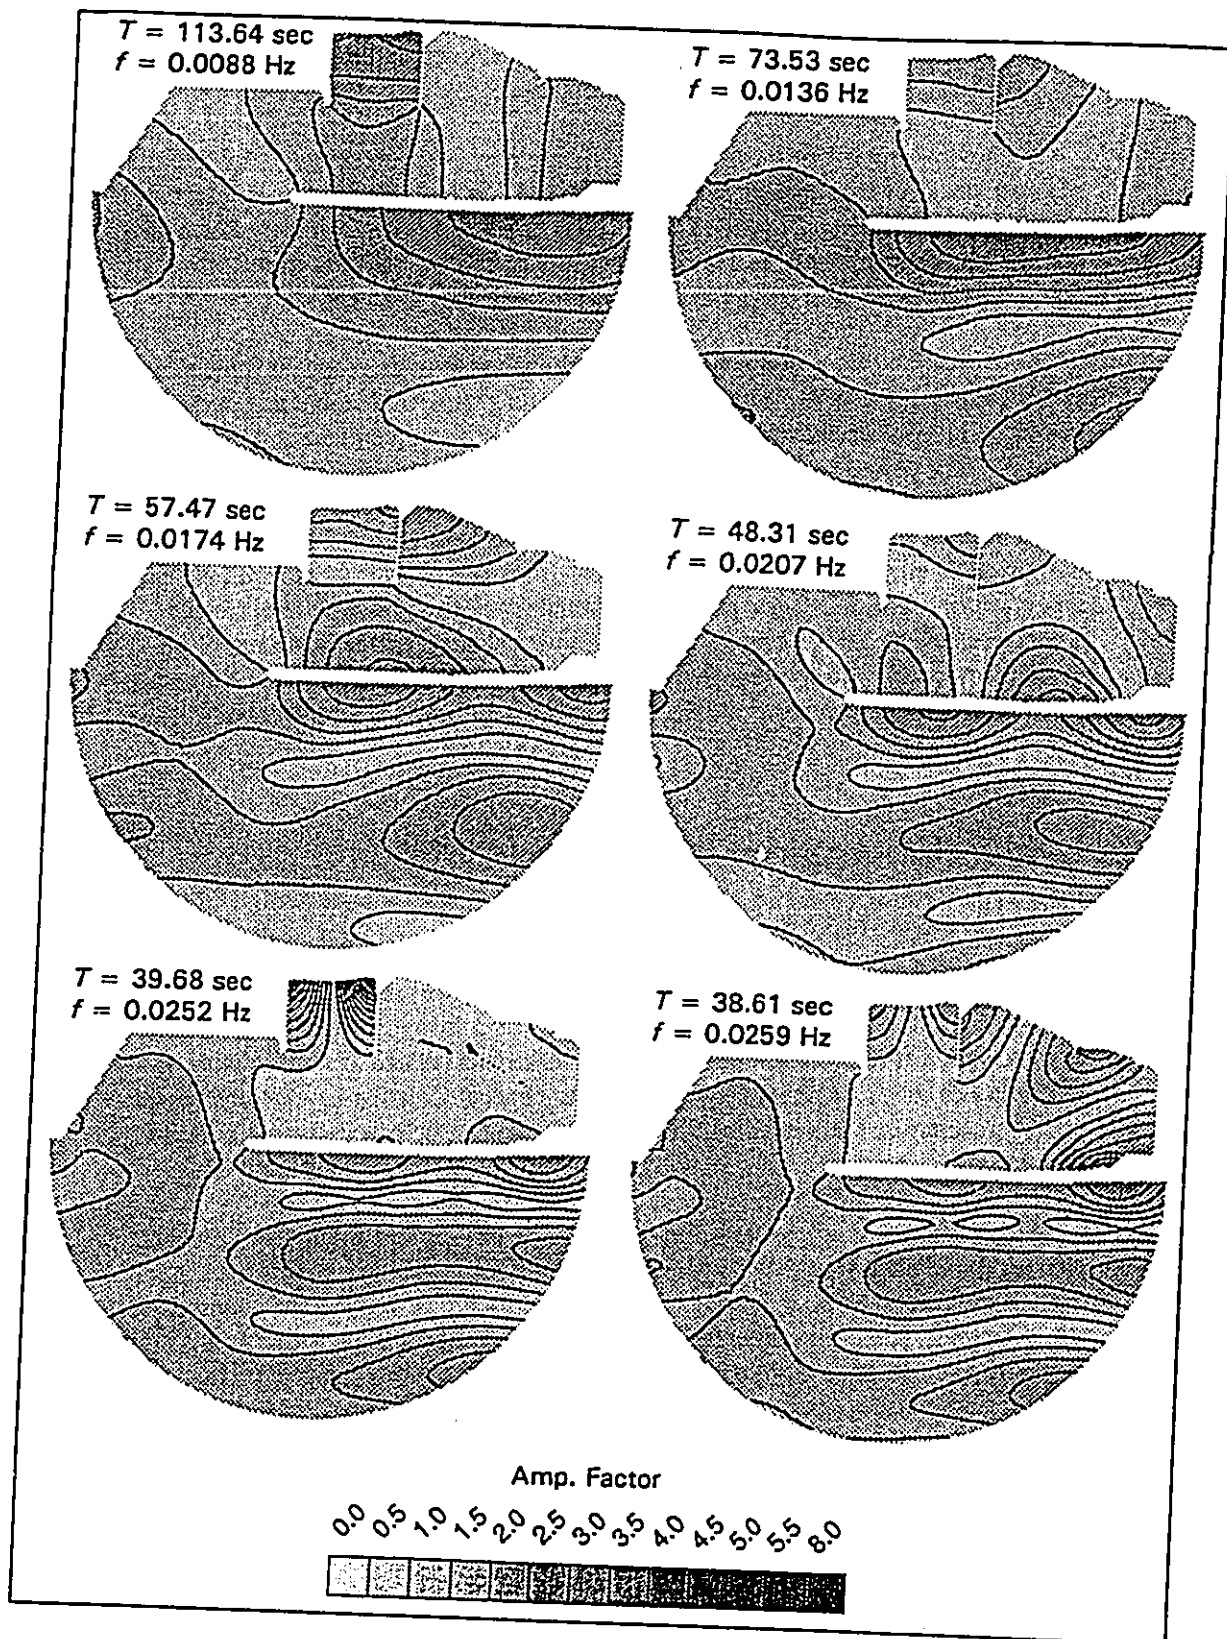 T = 113.64 sec
f = 0.0088 Hz
T = 73.53 sec
f = 0.0136 Hz
T = 57.47 sec
f = 0.0174 Hz
T = 48.31 sec
f = 0.0207 Hz
T = 39.68 sec
f = 0.0252 Hz
T = 38.61 sec
f = 0.0259 Hz
Amp. Factor
0.0 0.5 1.0 1.5 2.0 2.5 3.0 3.5 4.0 4.5 5.0 5.5 8.0